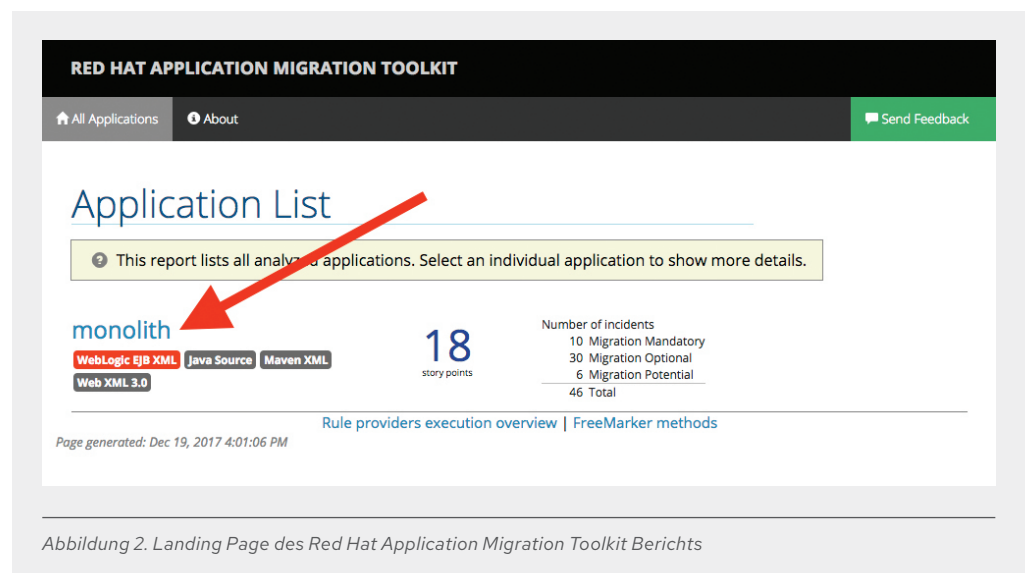 RED HAT APPLICATION MIGRATION TOOLKIT
All Applications
About
Send Feedback
Application List
This report lists all analyzed applications. Select an individual application to show more details.
monolith
WebLogic EJB XML Java Source Maven XML
Web XML 3.0
18
story points
Number of incidents
10 Migration Mandatory
30 Migration Optional
6 Migration Potential
46 Total
Rule providers execution overview | FreeMarker methods
Page generated: Dec 19, 2017 4:01:06 PM
Abbildung 2. Landing Page des Red Hat Application Migration Toolkit Berichts